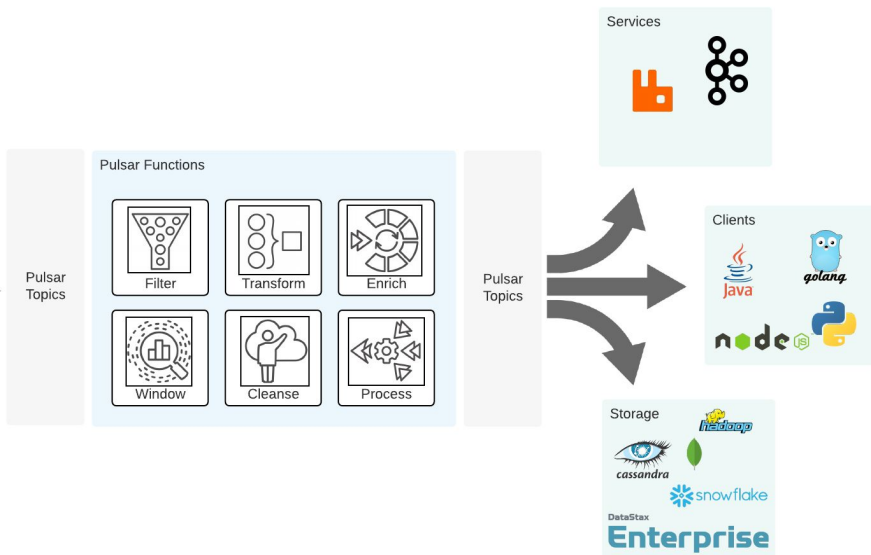 Services
Pulsar Functions
Pulsar
Topics
Filter
Transform
Enrich
Window
Cleanse
Process
Pulsar
Topics
Clients
Java
golang
node JS
Storage
hadoop
cassandra
snowflake
DataStax
Enterprise